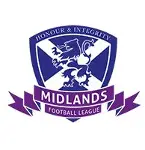 HONOUR & INTEGRITY
MIDLANDS
FOOTBALL LEAGUE